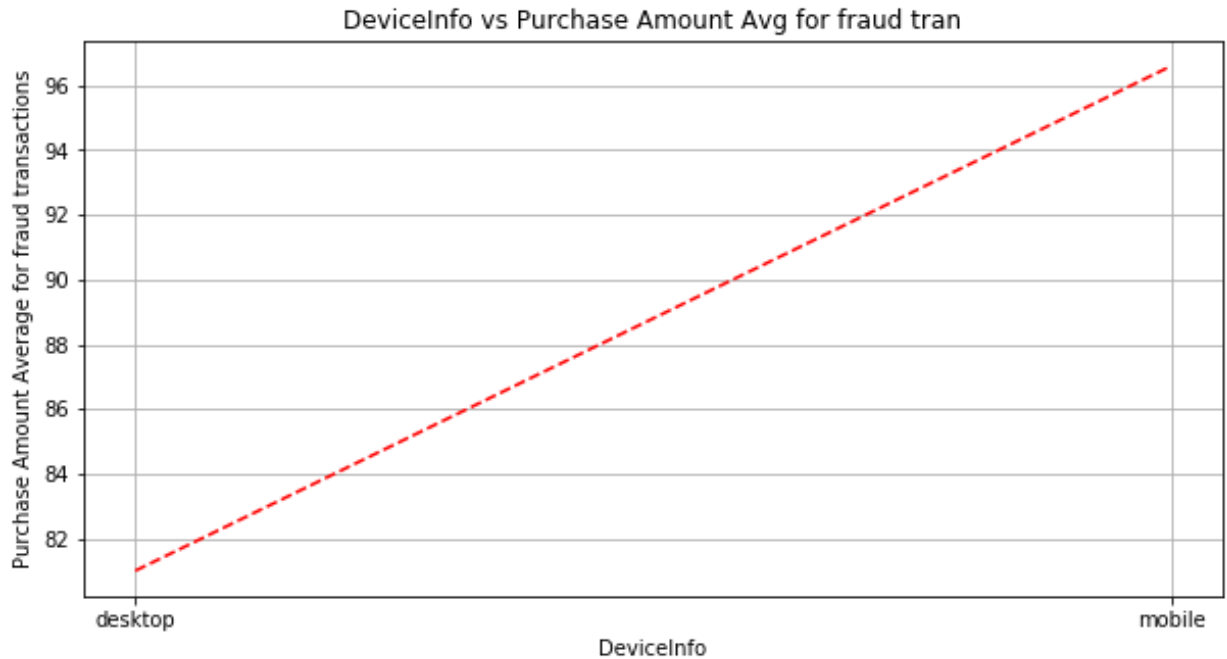 DeviceInfo vs Purchase Amount Avg for fraud tran
Purchase Amount Average for fraud transactions
96
94
92
90
88
86
84
82
desktop
mobile
DeviceInfo